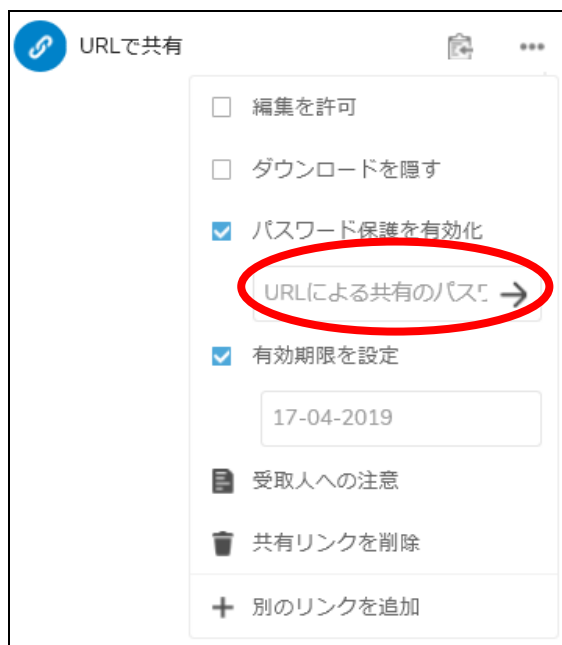 URLで共有
編集を許可
ダウンロードを隠す
パスワード保護を有効化
URLによる共有のパスワ
有効期限を設定
17-04-2019
受取人への注意
共有リンクを削除
別のリンクを追加